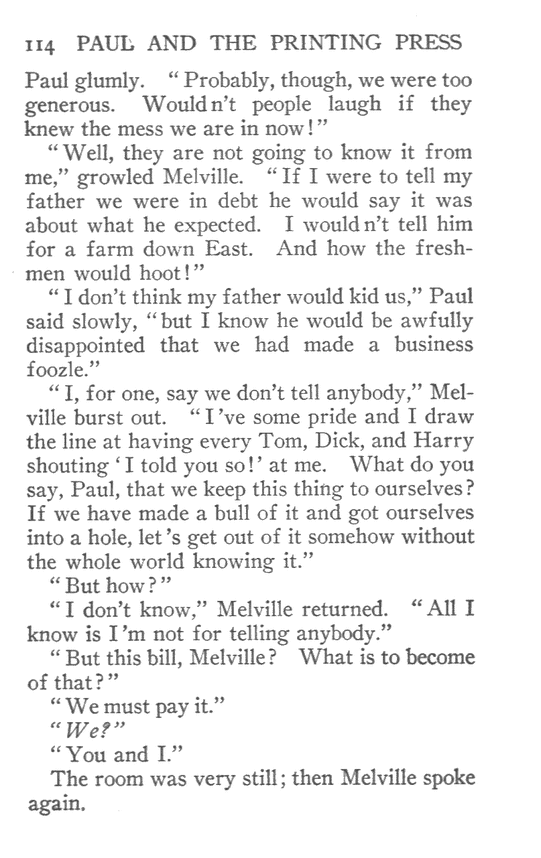 114 PAUL AND THE PRINTING PRESS
Paul glumly. “Probably, though, we were too
generous. Wouldn’t people laugh if they
knew the mess we are in now!”
“Well, they are not going to know it from
me,” growled Melville. “If I were to tell my
father we were in debt he would say it was
about what he expected. I wouldn’t tell him
for a farm down East. And how the fresh-
men would hoot!”
“I don’t think my father would kid us,” Paul
said slowly, “but I know he would be awfully
disappointed that we had made a business
foozle.”
“I, for one, say we don’t tell anybody,” Mel-
ville burst out. “I’ve some pride and I draw
the line at having every Tom, Dick, and Harry
shouting ‘I told you so!’ at me. What do you
say, Paul, that we keep this thing to ourselves?
If we have made a bull of it and got ourselves
into a hole, let’s get out of it somehow without
the whole world knowing it.”
“But how?”
“I don’t know,” Melville returned. “All I
know is I’m not for telling anybody.”
“But this bill, Melville? What is to become
of that?”
“We must pay it.”
“We?”
“You and I.”
The room was very still; then Melville spoke
again.